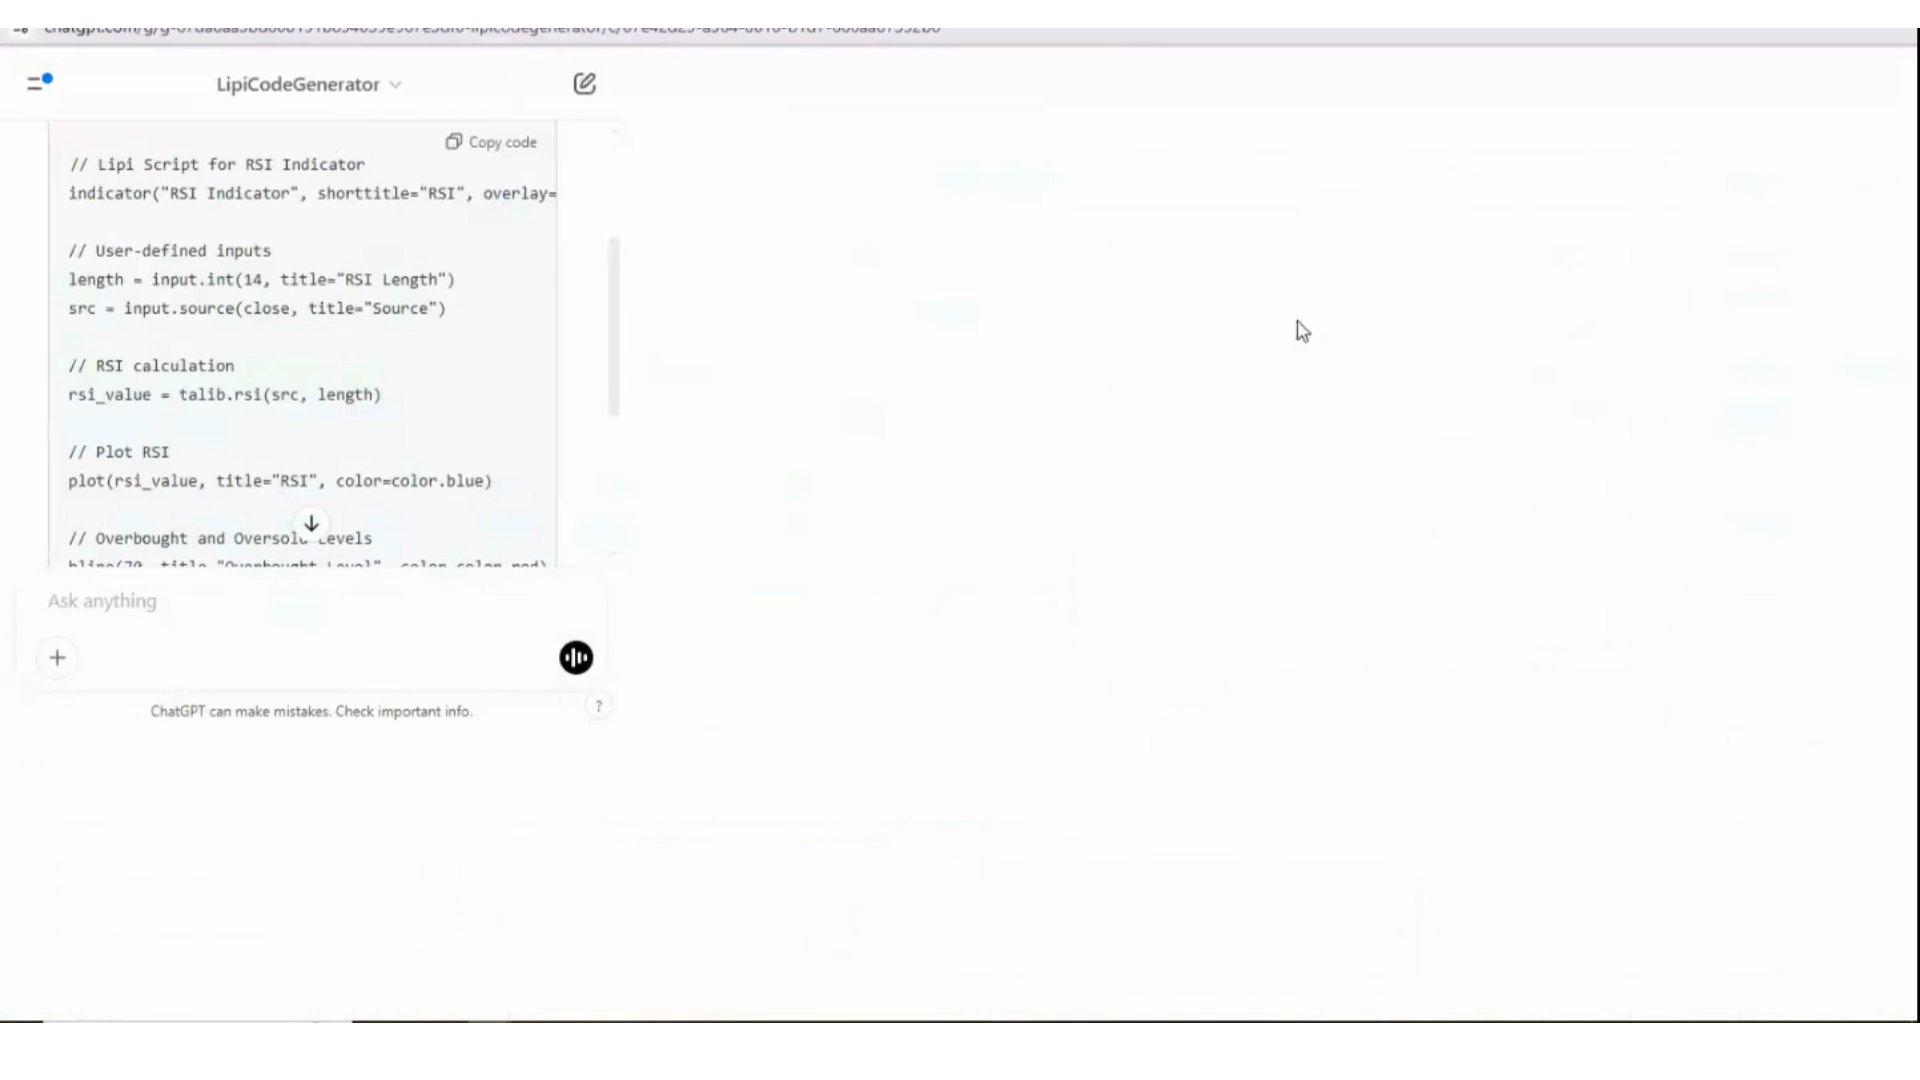 LipiCodeGenerator
Copy code
// Lipi Script for RSI Indicator
indicator("RSI Indicator", shorttitle="RSI", overlay=
// User-defined inputs
length = input.int(14, title="RSI Length")
src = input.source(close, title="Source")
// RSI calculation
rsi_value = talib.rsi(src, length)
// Plot RSI
plot(rsi_value, title="RSI", color=color.blue)
// Overbought and Oversold Levels
Ask anything
ChatGPT can make mistakes. Check important info.
?